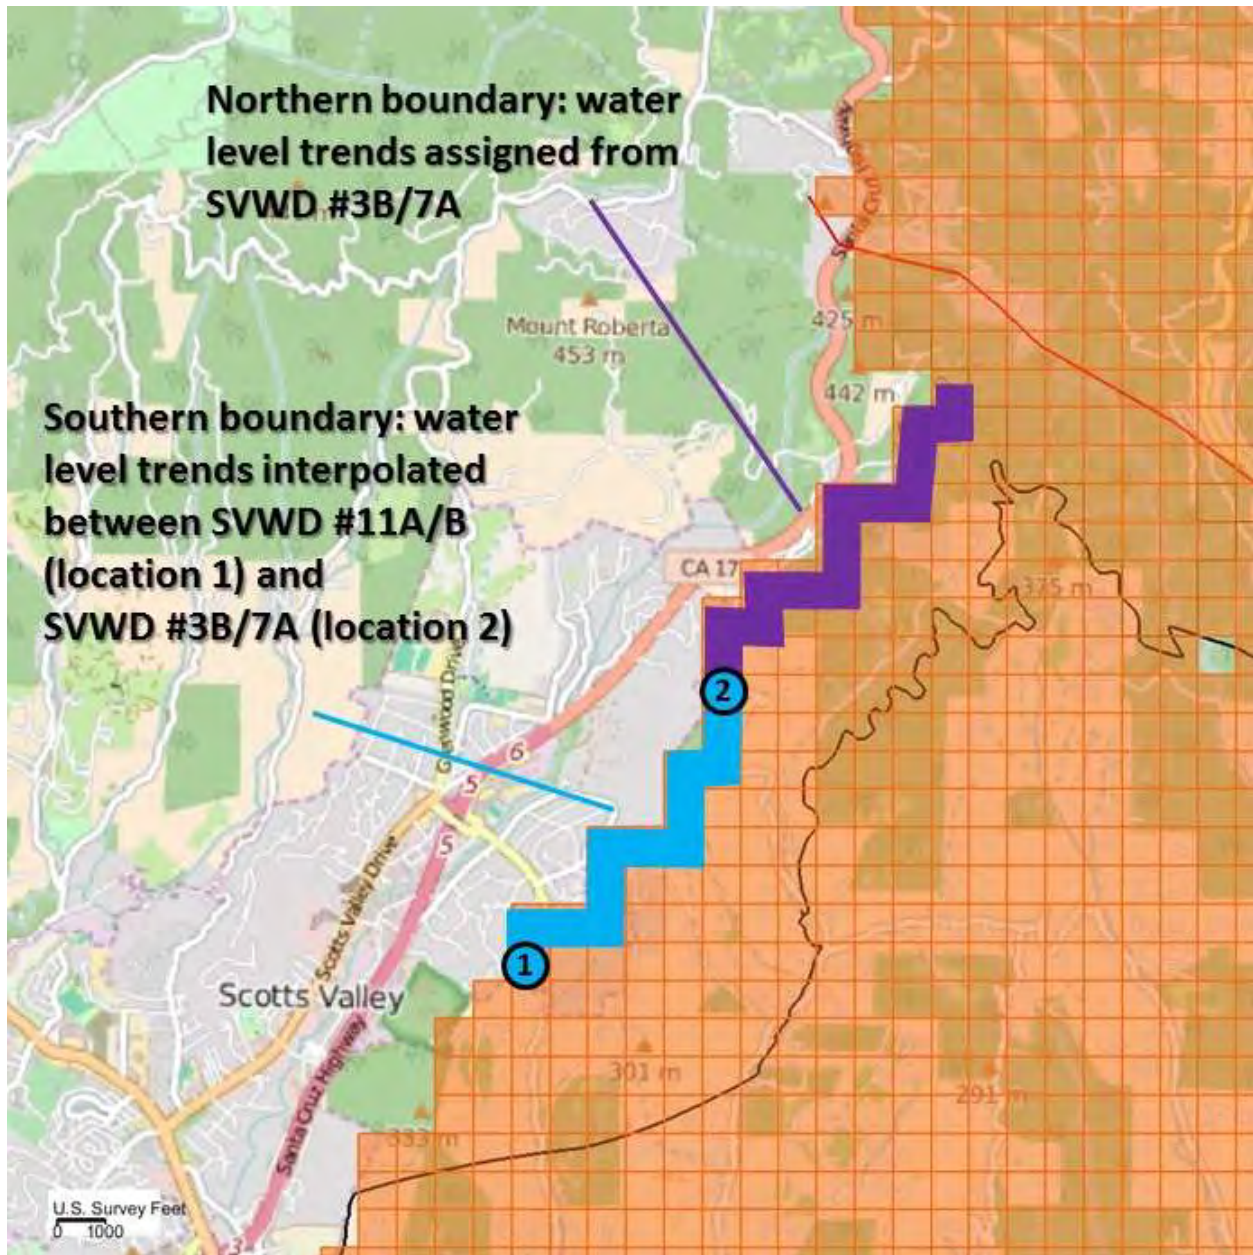 Northern boundary: water
level trends assigned from
SVWD #3B/7A
Mount Roberta
453 m
425 m
442 m
Southern boundary: water
level trends interpolated
between SVWD #11A/B
(location 1) and
SVWD #3B/7A (location 2)
CA 17
375 m
2
6
5
5
Scotts Valley Drive
1
Scotts Valley
Santa Cruz Highway
301 m
291 m
333 m
U.S. Survey Feet
0 1000
3